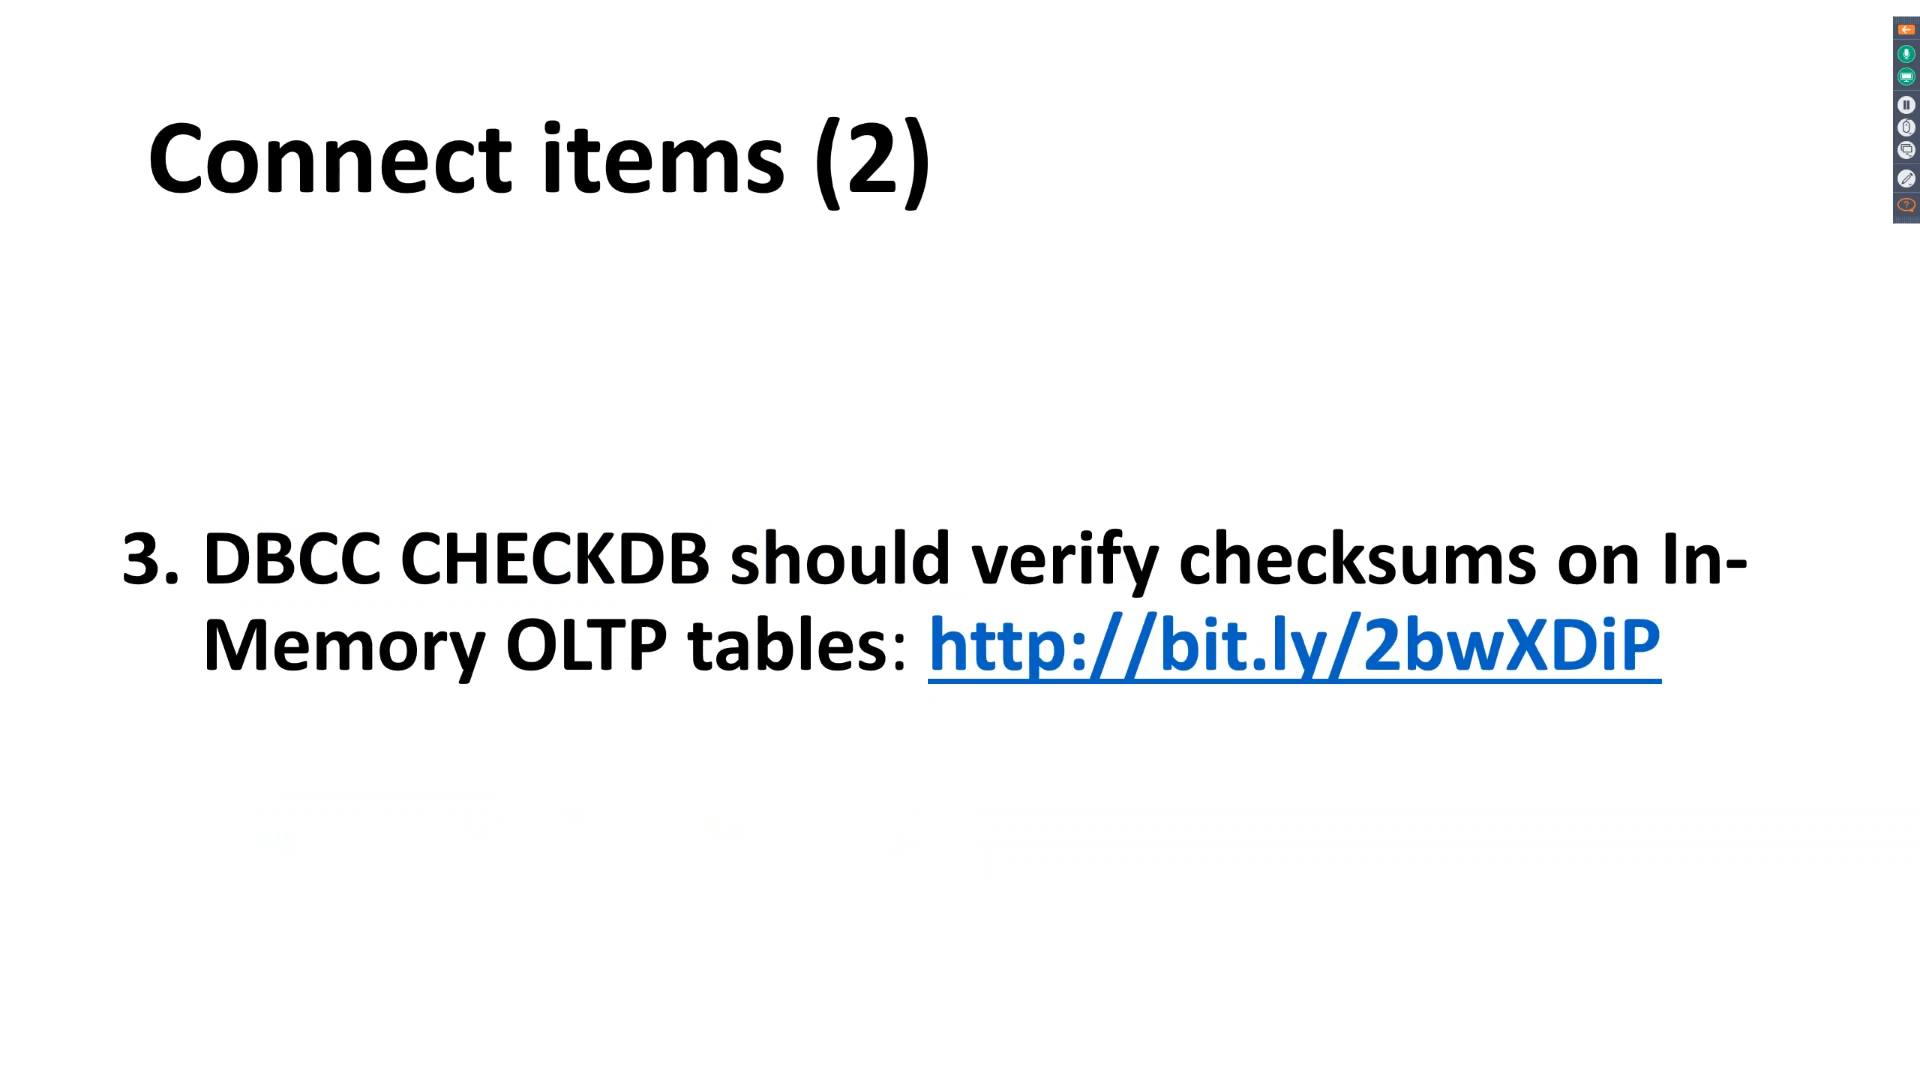 Connect items (2)
3. DBCC CHECKDB should verify checksums on In-
Memory OLTP tables: http://bit.ly/2bwXDiP